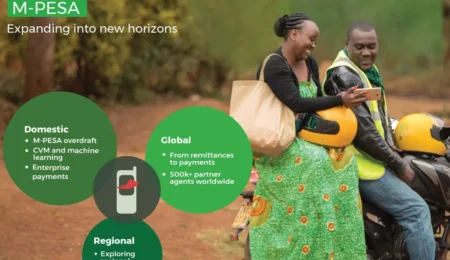 M-PESA
Expanding into new horizons
Domestic
• M-PESA overdraft
• CVM and machine
learning
• Enterprise
payments
Global
• From remittances
to payments
• 500k+ partner
agents worldwide
Regional
• Exploring